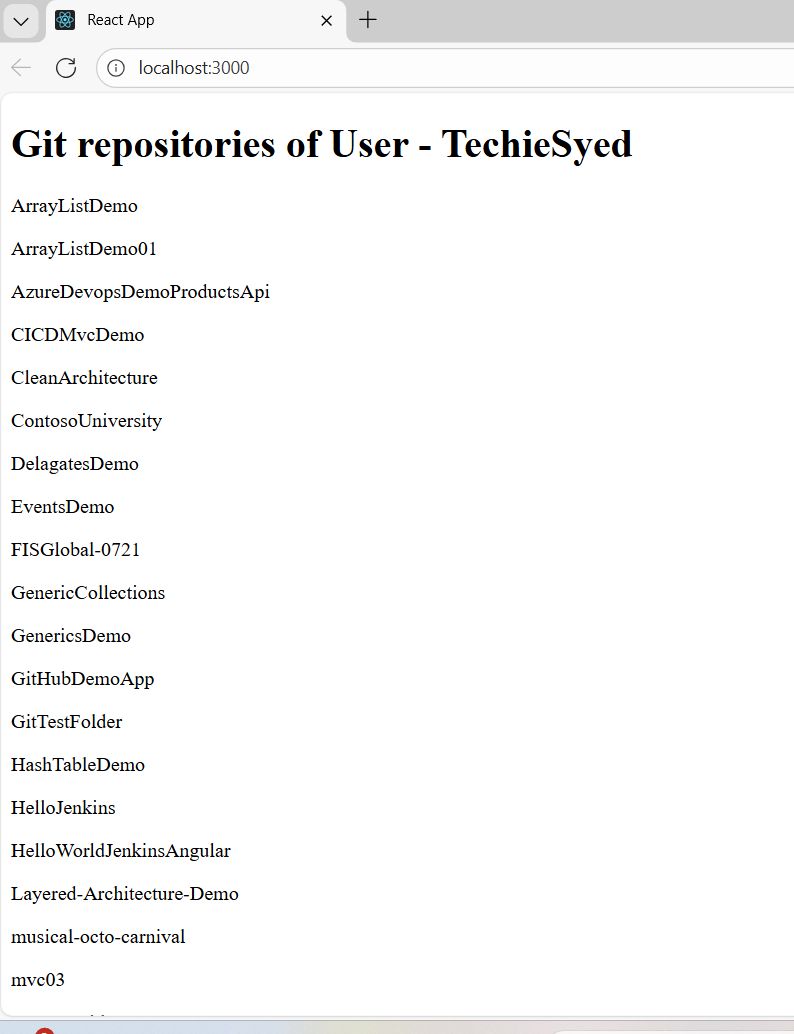 React App
localhost:3000
Git repositories of User - TechieSyed
ArrayListDemo
ArrayListDemo01
AzureDevopsDemoProductsApi
CICDMvcDemo
CleanArchitecture
ContosoUniversity
DelagatesDemo
EventsDemo
FISGlobal-0721
GenericCollections
GenericsDemo
GitHubDemoApp
GitTestFolder
HashTableDemo
HelloJenkins
HelloWorldJenkinsAngular
Layered-Architecture-Demo
musical-octo-carnival
mvc03